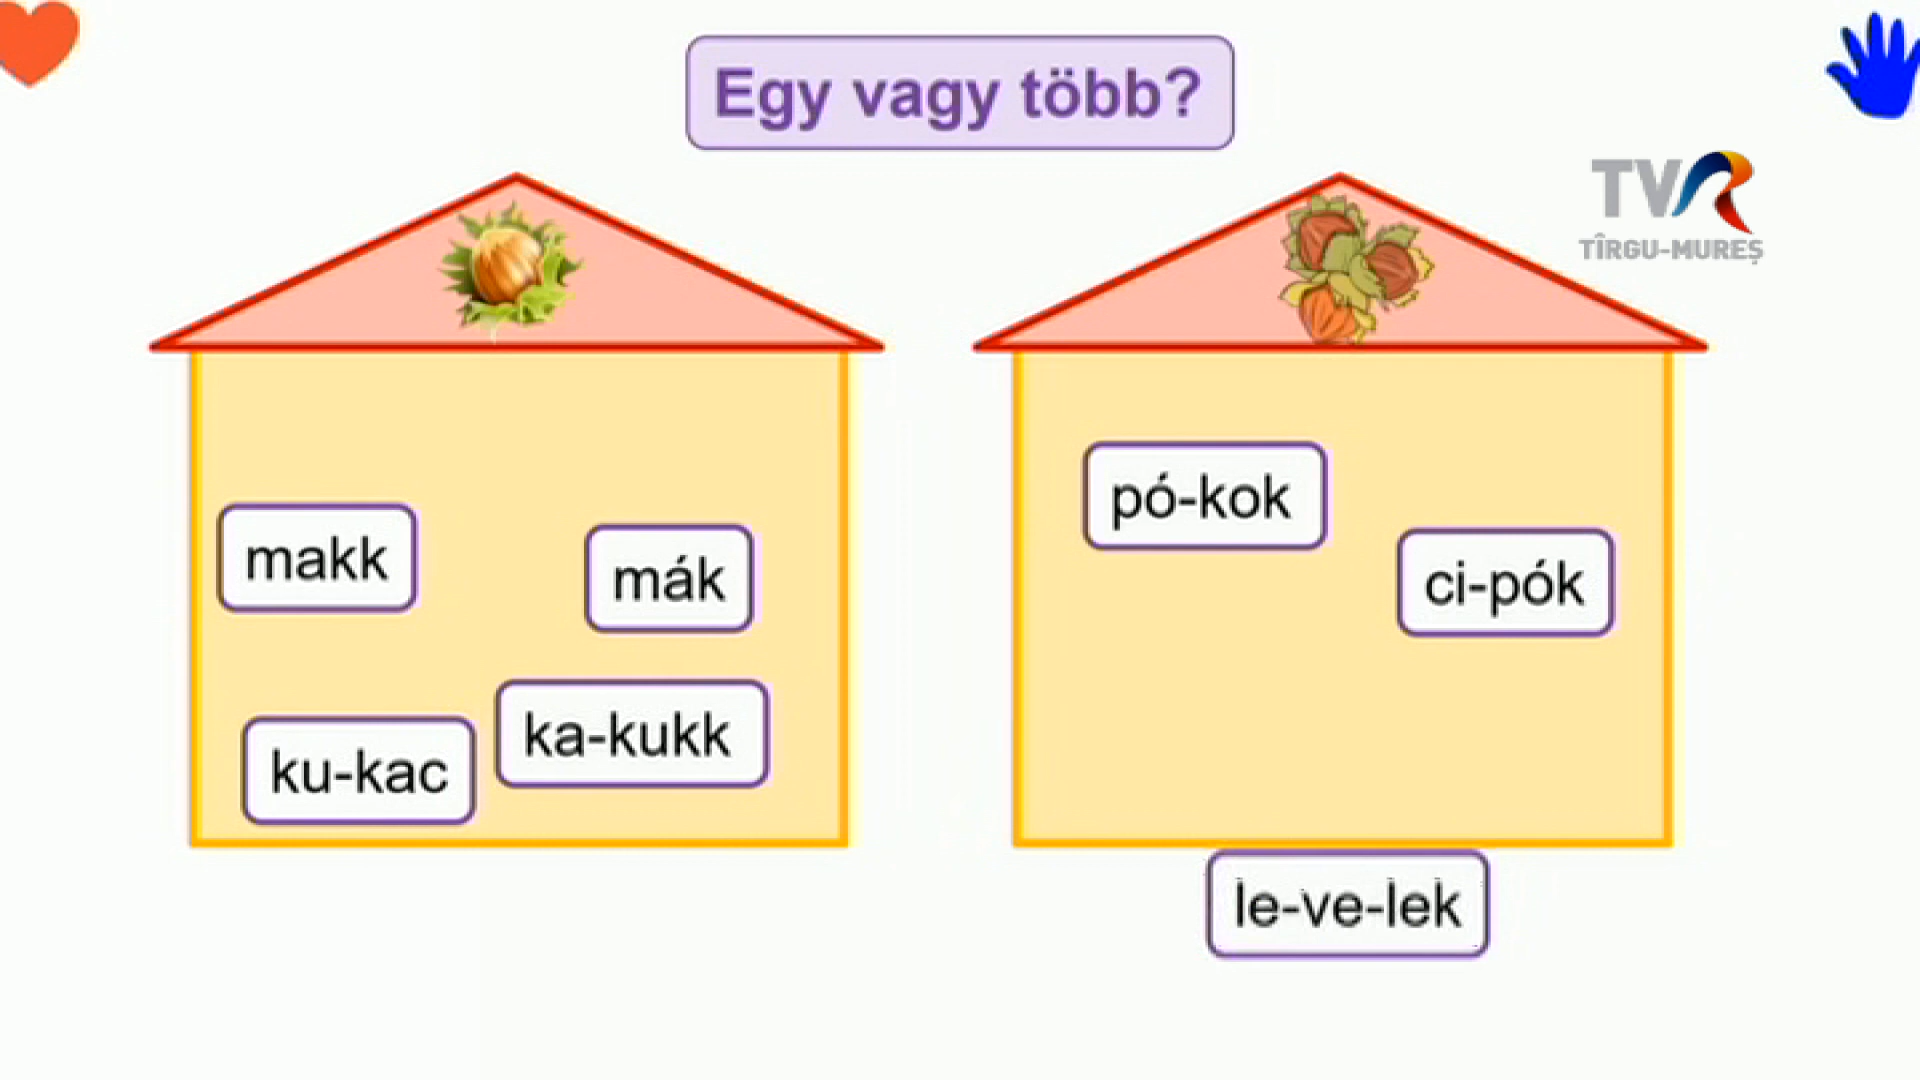 Egy vagy több?
TVR
TÎRGU-MUREȘ
makk
mák
ku-kac
ka-kukk
pó-kok
ci-pók
le-ve-lek